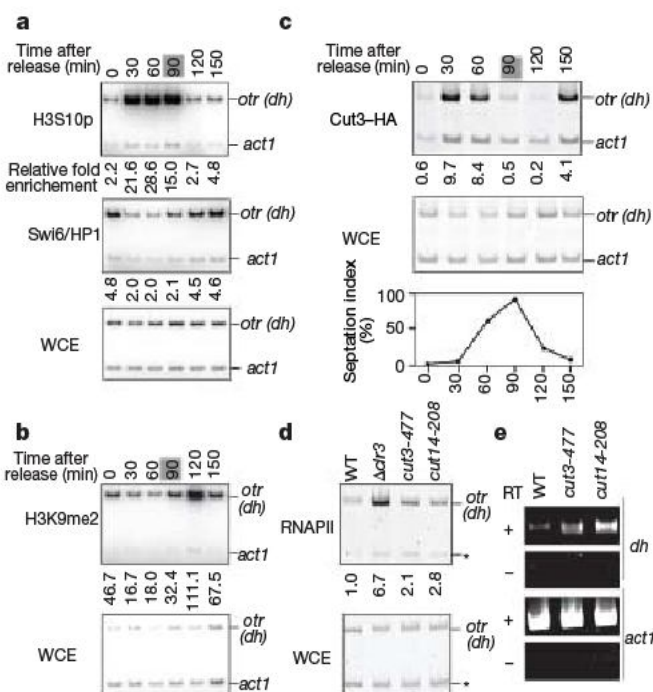 a
Time after
release (min)
0 30 60 90 120 150
H3S10p
otr (dh)
act1
Relative fold
enrichment
2.2 21.6 28.6 15.0 2.7 4.8
Swi6/HP1
otr (dh)
act1
4.8 2.0 2.0 2.1 4.5 4.6
WCE
otr (dh)
act1
b
Time after
release (min)
0 30 60 90 120 150
H3K9me2
otr
(dh)
act1
46.7 16.7 18.0 32.4 111.1 67.5
WCE
otr
(dh)
act1
c
Time after
release (min)
0 30 60 90 120 150
Cut3–HA
otr (dh)
act1
0.6 9.7 8.4 0.5 0.2 4.1
WCE
otr (dh)
act1
Septation index
(%)
100
50
0
0 30 60 90 120 150
d
WT Δclr3 cut3-477 cut14-208
RNAPII
otr
(dh)
*
1.0 6.7 2.1 2.8
WCE
otr
(dh)
*
e
RT WT cut3-477 cut14-208
+
–
dh
+
–
act1